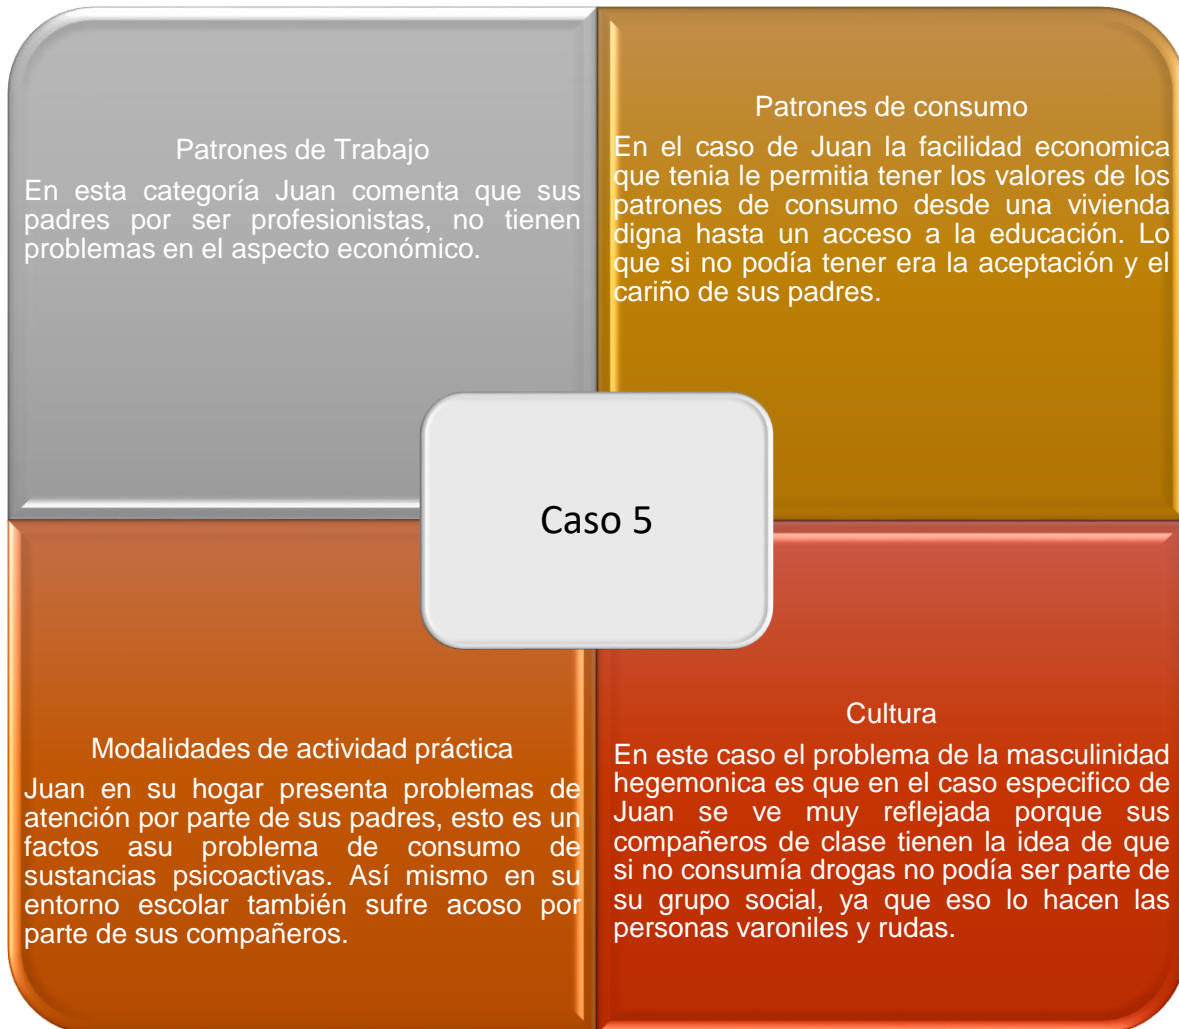 Patrones de Trabajo
En esta categoría Juan comenta que sus
padres por ser profesionistas, no tienen
problemas en el aspecto económico.
Patrones de consumo
En el caso de Juan la facilidad economica
que tenia le permitia tener los valores de los
patrones de consumo desde una vivienda
digna hasta un acceso a la educación. Lo
que si no podía tener era la aceptación y el
cariño de sus padres.
Caso 5
Modalidades de actividad práctica
Juan en su hogar presenta problemas de
atención por parte de sus padres, esto es un
factos asu problema de consumo de
sustancias psicoactivas. Así mismo en su
entorno escolar también sufre acoso por
parte de sus compañeros.
Cultura
En este caso el problema de la masculinidad
hegemonica es que en el caso especifico de
Juan se ve muy reflejada porque sus
compañeros de clase tienen la idea de que
si no consumía drogas no podía ser parte de
su grupo social, ya que eso lo hacen las
personas varoniles y rudas.